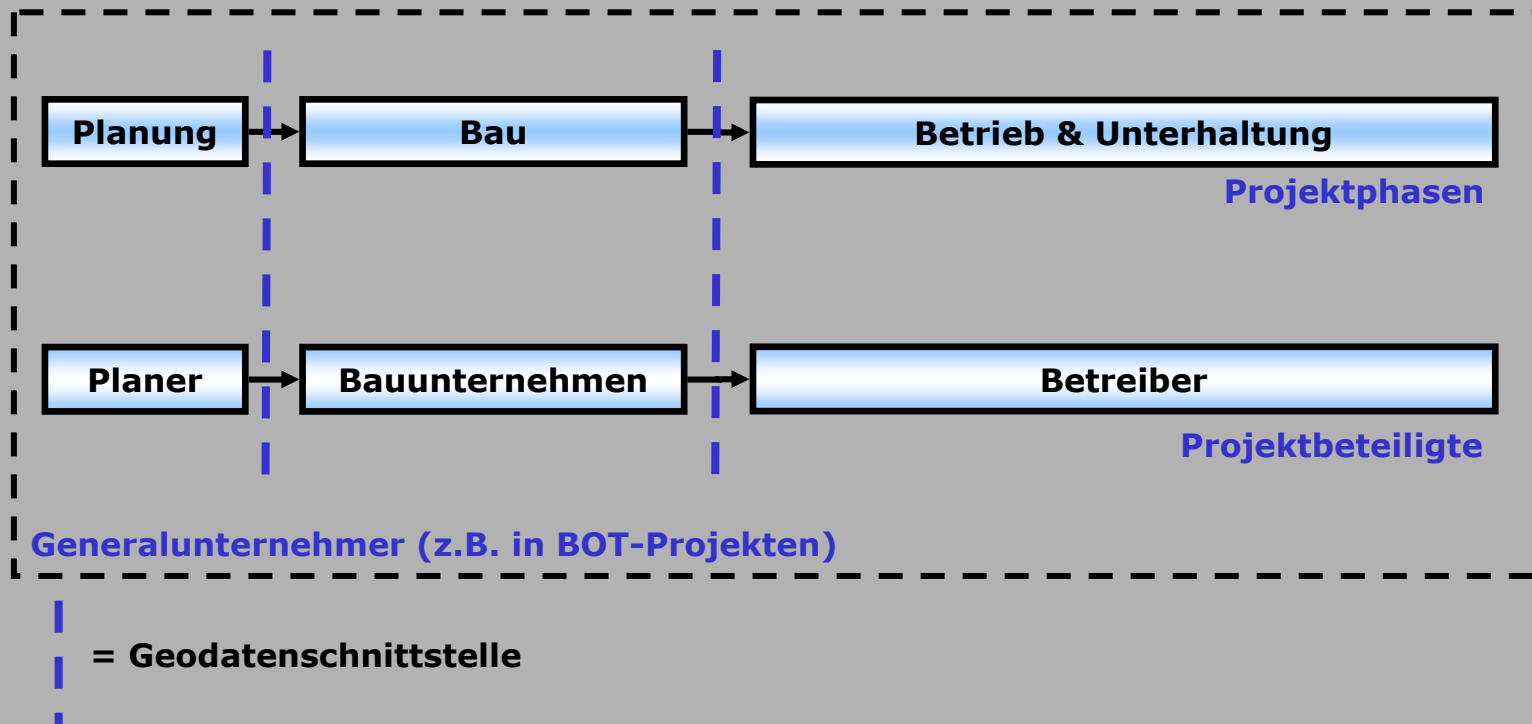 Planung
Bau
Betrieb & Unterhaltung
Projektphasen
Planer
Bauunternehmen
Betreiber
Projektbeteiligte
Generalunternehmer (z.B. in BOT-Projekten)
= Geodatenschnittstelle